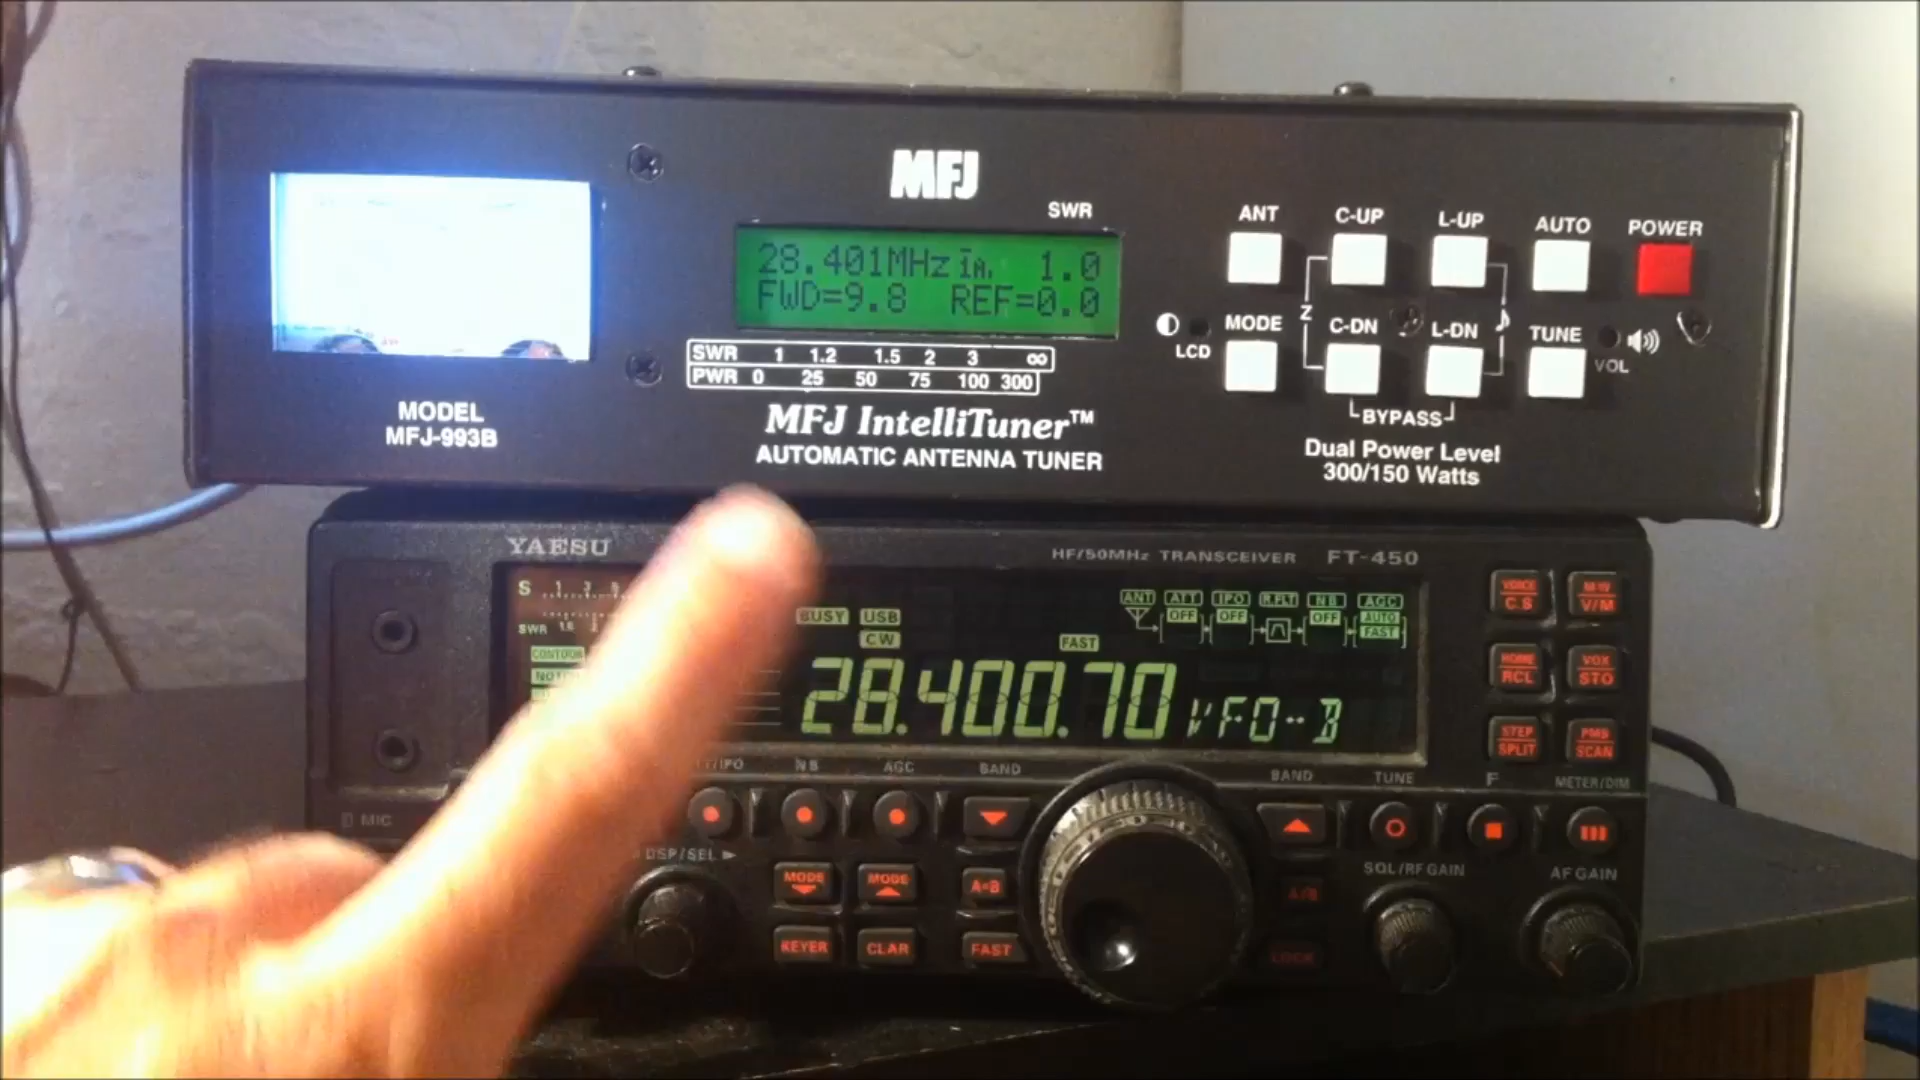 MFJ
SWR
28.401MHz 1.0
FWD=9.8 REF=0.0
SWR 1 1.2 1.5 2 3 ∞
PWR 0 25 50 75 100 300
MFJ IntelliTuner™
AUTOMATIC ANTENNA TUNER
MODEL
MFJ-993B
ANT C-UP L-UP AUTO POWER
LCD MODE Z C-DN L-DN TUNE VOL
BYPASS
Dual Power Level
300/150 Watts
YAESU
HF/50MHz TRANSCEIVER FT-450
S 1 3
SWR
CONTOUR
BUSY USB
CW
FAST
ANT ATT IPO R.FLT NB AGC
OFF OFF OFF AUTO
FAST
28.400.70 VFO--B
VOICE
C.S
M/W
V/M
HOME
RCL
VOX
STO
STEP
SPLIT
PMS
SCAN
/IPO NB AGC BAND BAND TUNE F METER/DIM
MIC
DSP/SEL
MODE MODE A=B A/B
KEYER CLAR FAST LOCK
SQL/RF GAIN AF GAIN